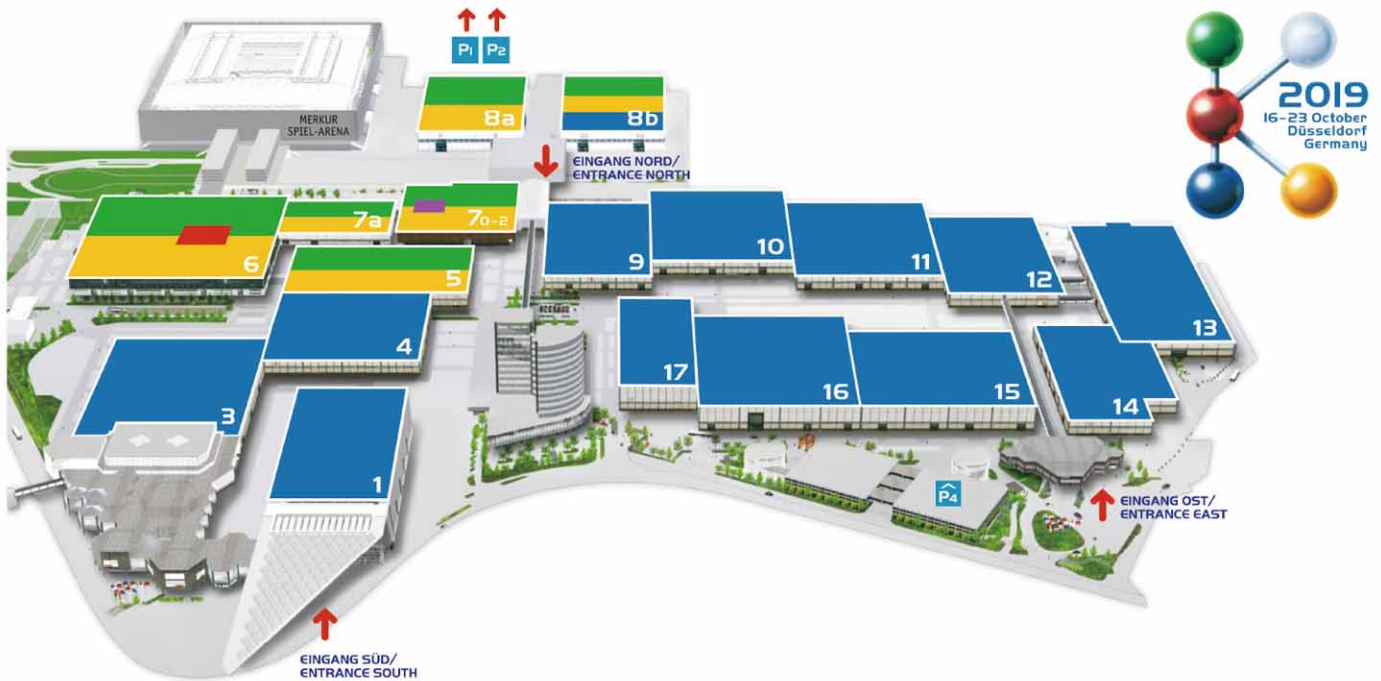 P1 P2
MERKUR
SPIEL-ARENA
8a
8b
2019
16-23 October
Düsseldorf
Germany
EINGANG NORD/
ENTRANCE NORTH
6
7a
70-2
5
9
10
11
12
13
4
3
1
17
16
15
14
P4
EINGANG OST/
ENTRANCE EAST
EINGANG SÜD/
ENTRANCE SOUTH